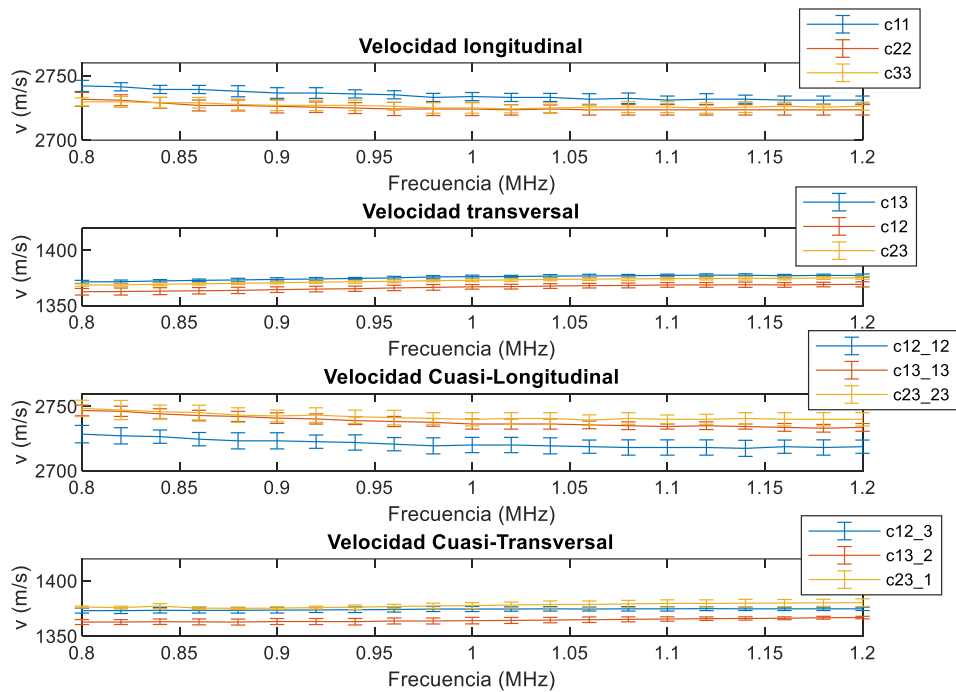 Velocidad longitudinal
c11
c22
c33
v (m/s)
2750
2700
0.8 0.85 0.9 0.95 1 1.05 1.1 1.15 1.2
Frecuencia (MHz)
Velocidad transversal
c13
c12
c23
v (m/s)
1400
1350
0.8 0.85 0.9 0.95 1 1.05 1.1 1.15 1.2
Frecuencia (MHz)
Velocidad Cuasi-Longitudinal
c12_12
c13_13
c23_23
v (m/s)
2750
2700
0.8 0.85 0.9 0.95 1 1.05 1.1 1.15 1.2
Frecuencia (MHz)
Velocidad Cuasi-Transversal
c12_3
c13_2
c23_1
v (m/s)
1400
1350
0.8 0.85 0.9 0.95 1 1.05 1.1 1.15 1.2
Frecuencia (MHz)